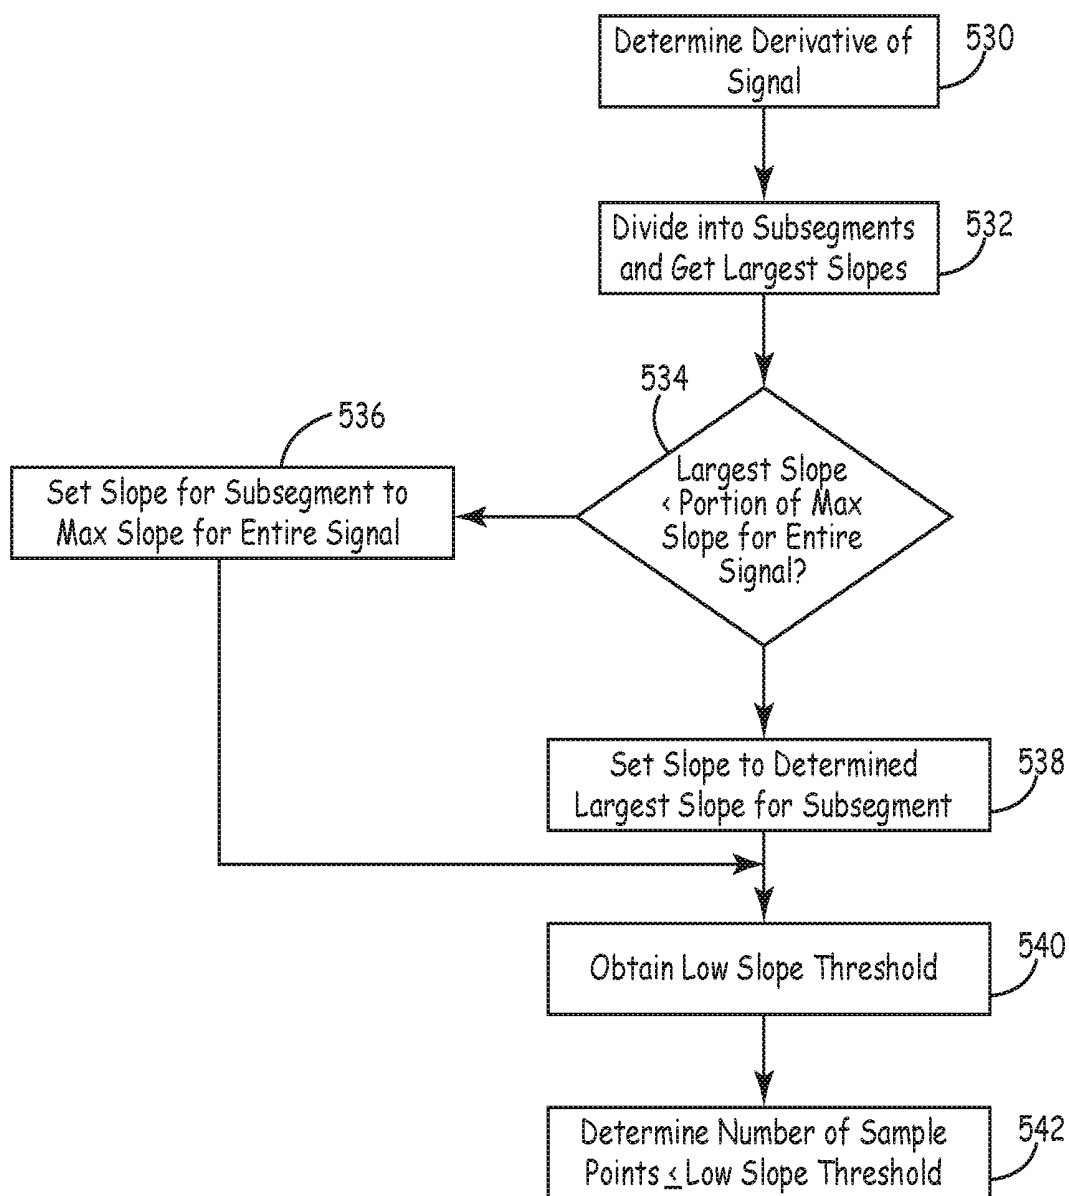 Determine Derivative of
Signal
530
Divide into Subsegments
and Get Largest Slopes
532
534
Largest Slope
< Portion of Max
Slope for Entire
Signal?
536
Set Slope for Subsegment to
Max Slope for Entire Signal
Set Slope to Determined
Largest Slope for Subsegment
538
Obtain Low Slope Threshold
540
Determine Number of Sample
Points ≤ Low Slope Threshold
542